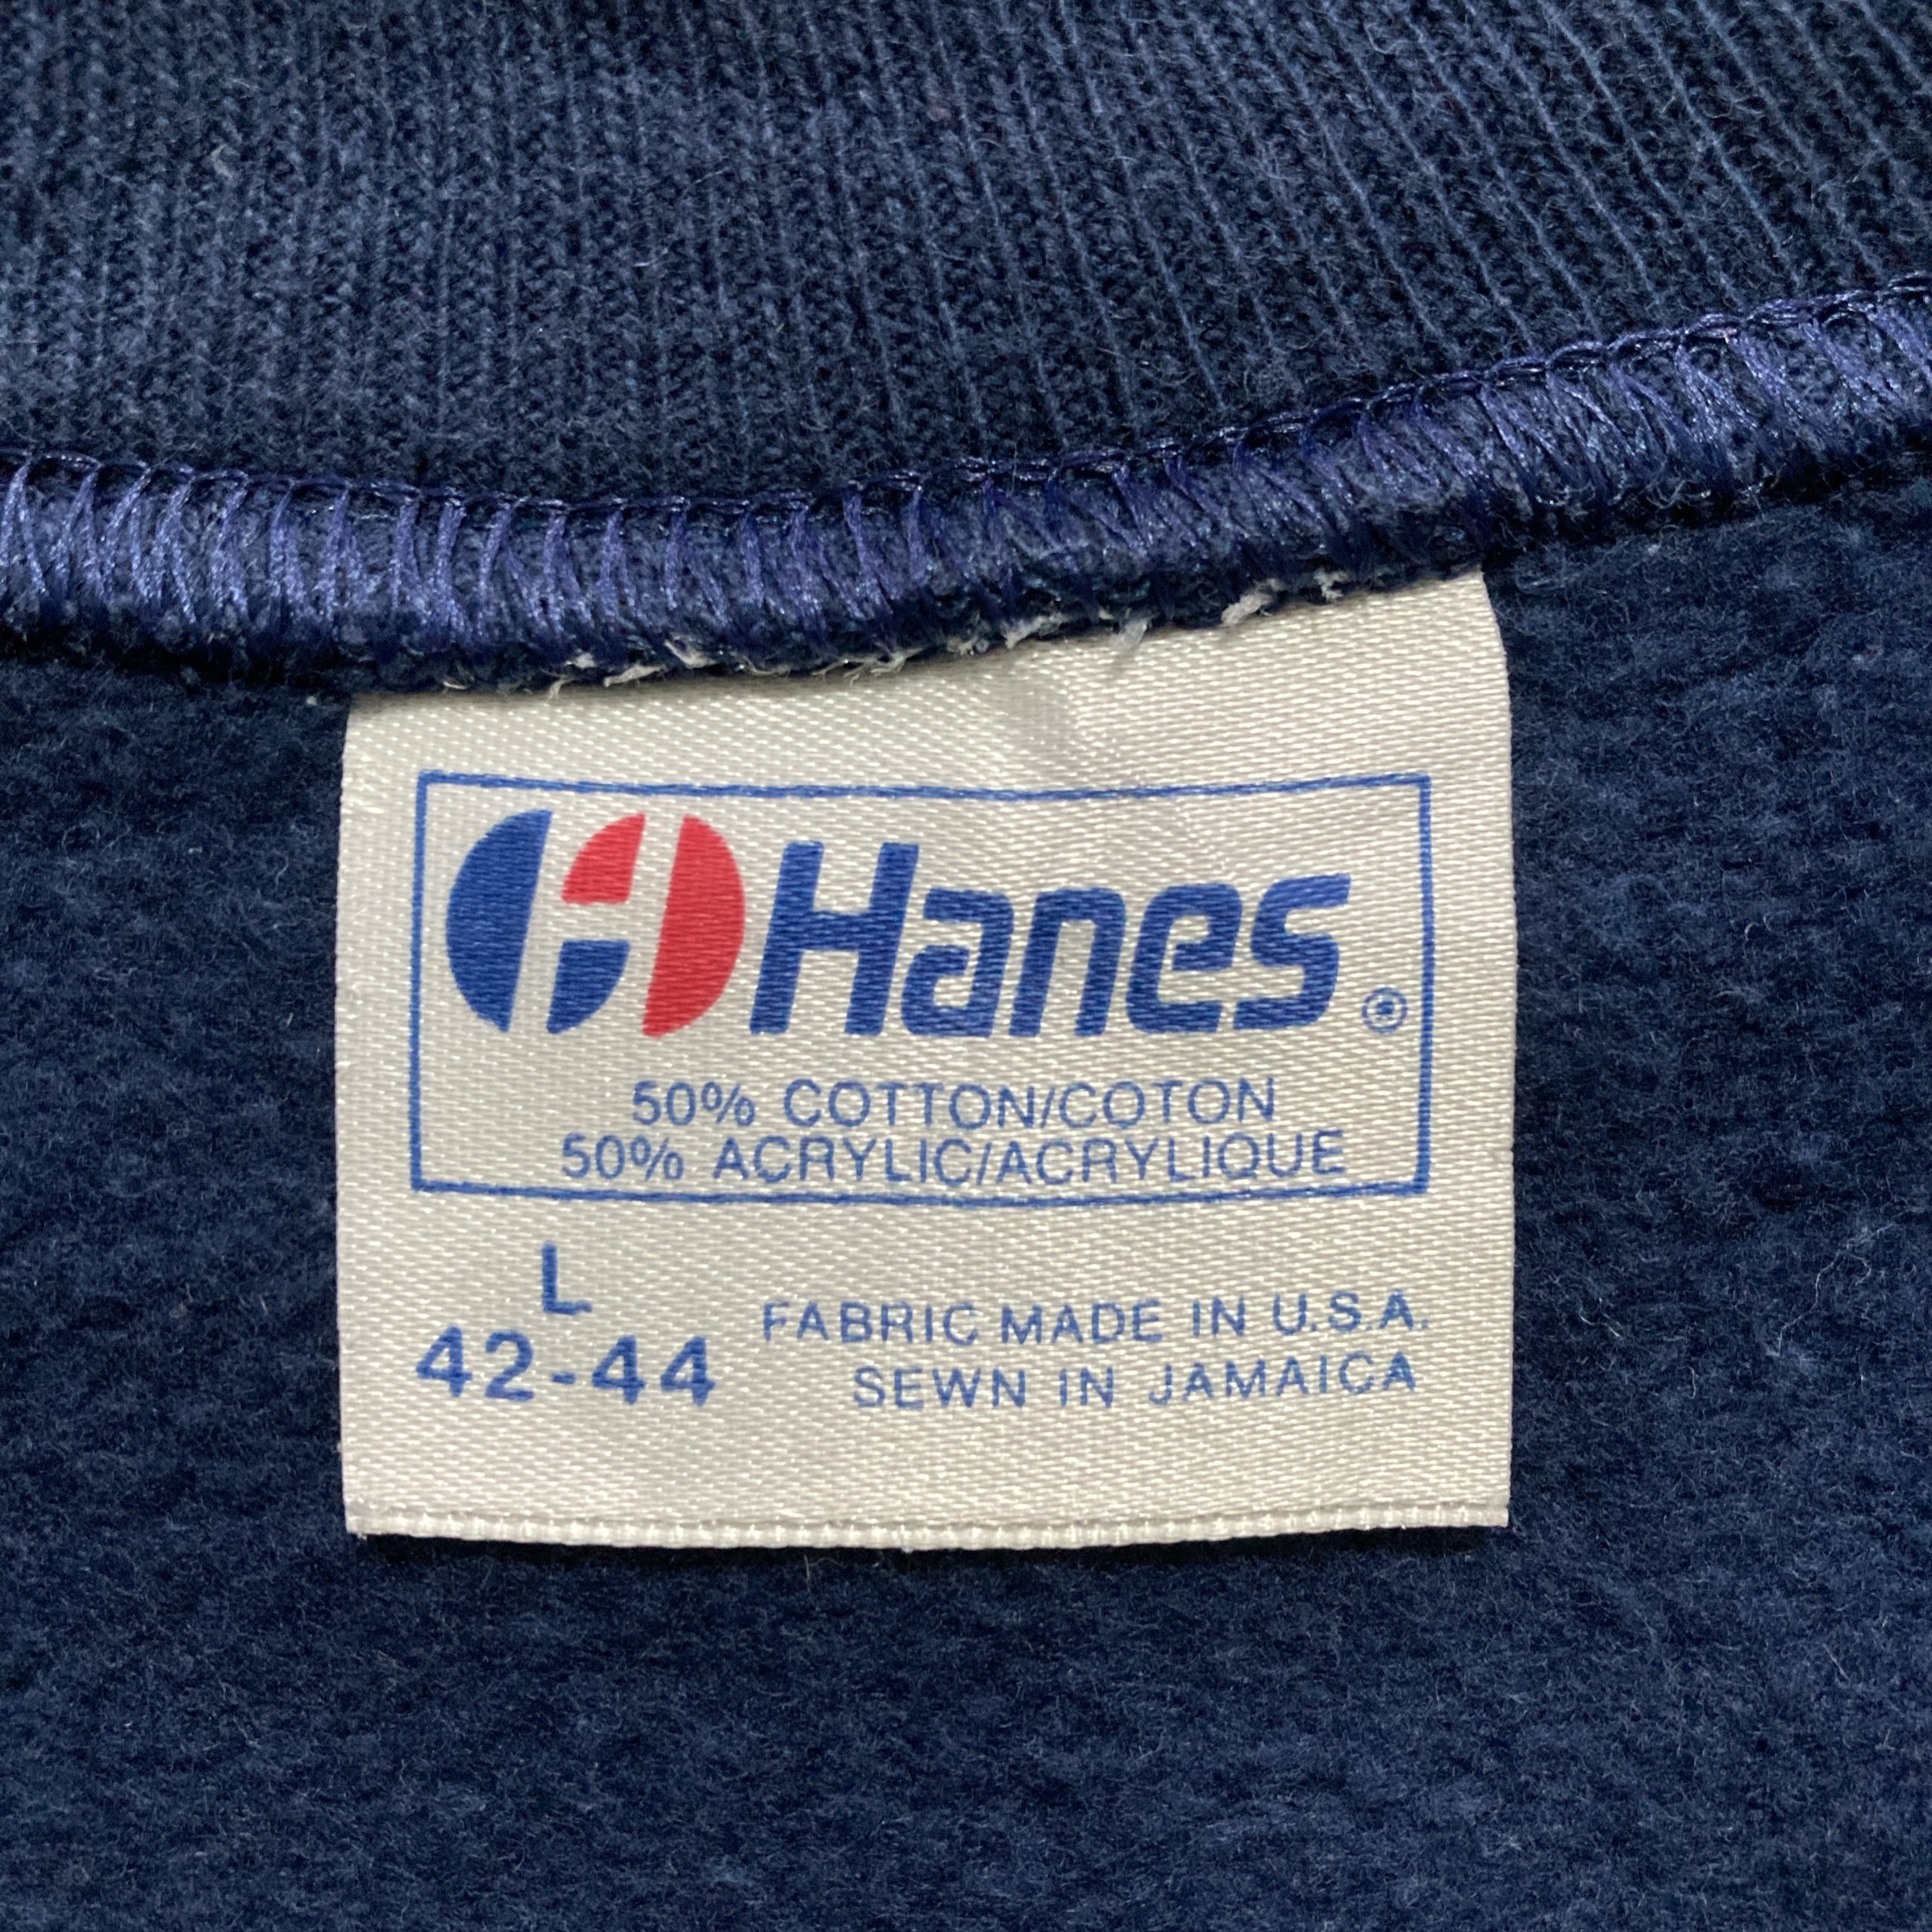 Hanes®
50% COTTON/COTON
50% ACRYLIC/ACRYLIQUE
L
42-44
FABRIC MADE IN U.S.A.
SEWN IN JAMAICA